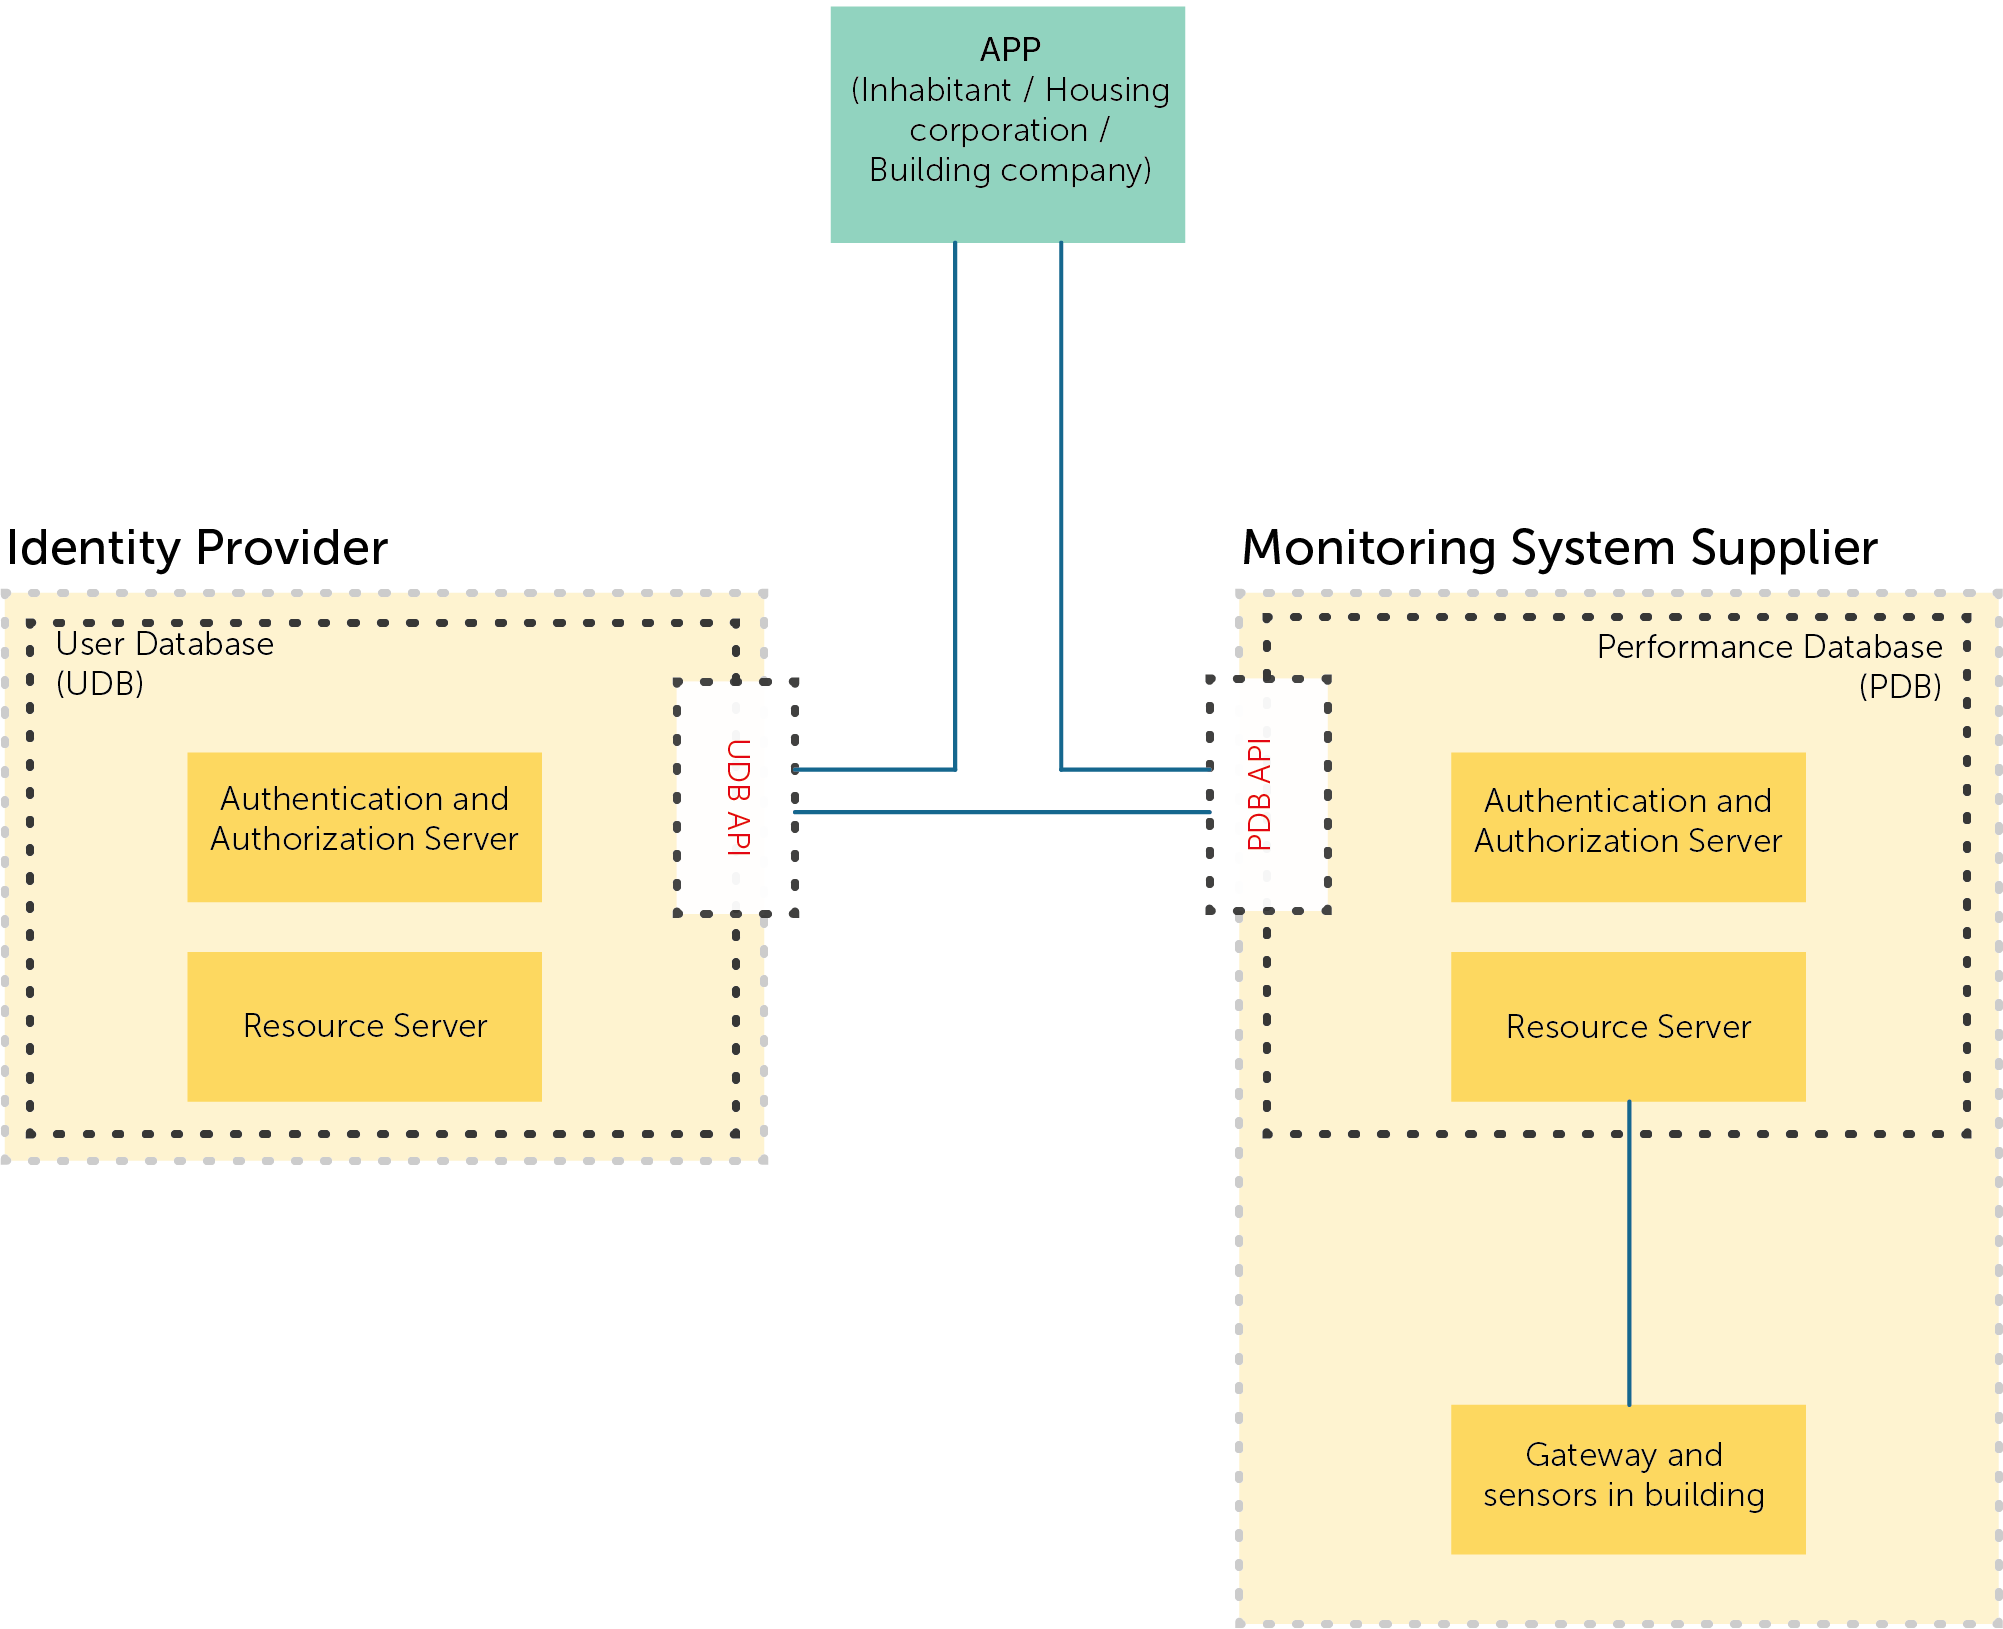 APP
(Inhabitant / Housing
corporation /
Building company)
Identity Provider
User Database
(UDB)
Authentication and
Authorization Server
Resource Server
UDB API
Monitoring System Supplier
Performance Database
(PDB)
PDB API
Authentication and
Authorization Server
Resource Server
Gateway and
sensors in building